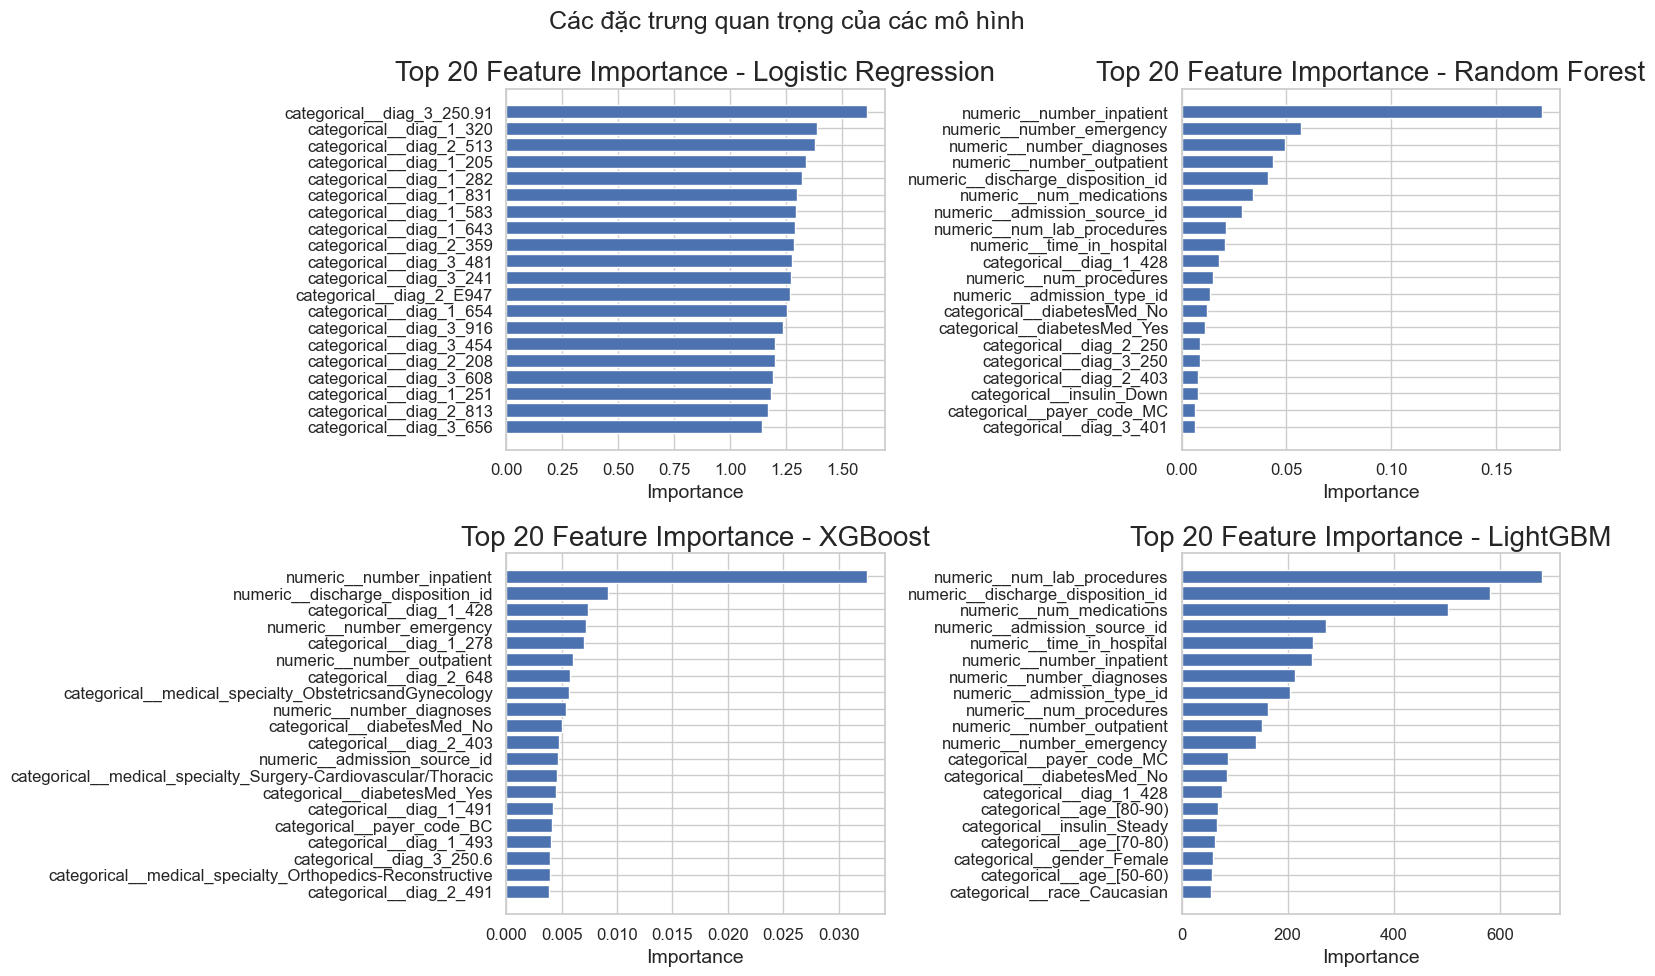 Các đặc trưng quan trọng của các mô hình
Top 20 Feature Importance - Logistic Regression
categorical__diag_3_250.91
categorical__diag_1_320
categorical__diag_2_513
categorical__diag_1_205
categorical__diag_1_282
categorical__diag_1_831
categorical__diag_1_583
categorical__diag_1_643
categorical__diag_2_359
categorical__diag_3_481
categorical__diag_3_241
categorical__diag_2_E947
categorical__diag_1_654
categorical__diag_3_916
categorical__diag_3_454
categorical__diag_2_208
categorical__diag_3_608
categorical__diag_1_251
categorical__diag_2_813
categorical__diag_3_656
0.00 0.25 0.50 0.75 1.00 1.25 1.50
Importance
Top 20 Feature Importance - Random Forest
numeric__number_inpatient
numeric__number_emergency
numeric__number_diagnoses
numeric__number_outpatient
numeric__discharge_disposition_id
numeric__num_medications
numeric__admission_source_id
numeric__num_lab_procedures
numeric__time_in_hospital
categorical__diag_1_428
numeric__num_procedures
numeric__admission_type_id
categorical__diabetesMed_No
categorical__diabetesMed_Yes
categorical__diag_2_250
categorical__diag_3_250
categorical__diag_2_403
categorical__insulin_Down
categorical__payer_code_MC
categorical__diag_3_401
0.00 0.05 0.10 0.15
Importance
Top 20 Feature Importance - XGBoost
numeric__number_inpatient
numeric__discharge_disposition_id
categorical__diag_1_428
numeric__number_emergency
categorical__diag_1_278
numeric__number_outpatient
categorical__diag_2_648
categorical__medical_specialty_ObstetricsandGynecology
numeric__number_diagnoses
categorical__diabetesMed_No
categorical__diag_2_403
numeric__admission_source_id
categorical__medical_specialty_Surgery-Cardiovascular/Thoracic
categorical__diabetesMed_Yes
categorical__diag_1_491
categorical__payer_code_BC
categorical__diag_1_493
categorical__diag_3_250.6
categorical__medical_specialty_Orthopedics-Reconstructive
categorical__diag_2_491
0.000 0.005 0.010 0.015 0.020 0.025 0.030
Importance
Top 20 Feature Importance - LightGBM
numeric__num_lab_procedures
numeric__discharge_disposition_id
numeric__num_medications
numeric__admission_source_id
numeric__time_in_hospital
numeric__number_inpatient
numeric__number_diagnoses
numeric__admission_type_id
numeric__num_procedures
numeric__number_outpatient
numeric__number_emergency
categorical__payer_code_MC
categorical__diabetesMed_No
categorical__diag_1_428
categorical__age_[80-90)
categorical__insulin_Steady
categorical__age_[70-80)
categorical__gender_Female
categorical__age_[50-60)
categorical__race_Caucasian
0 200 400 600
Importance